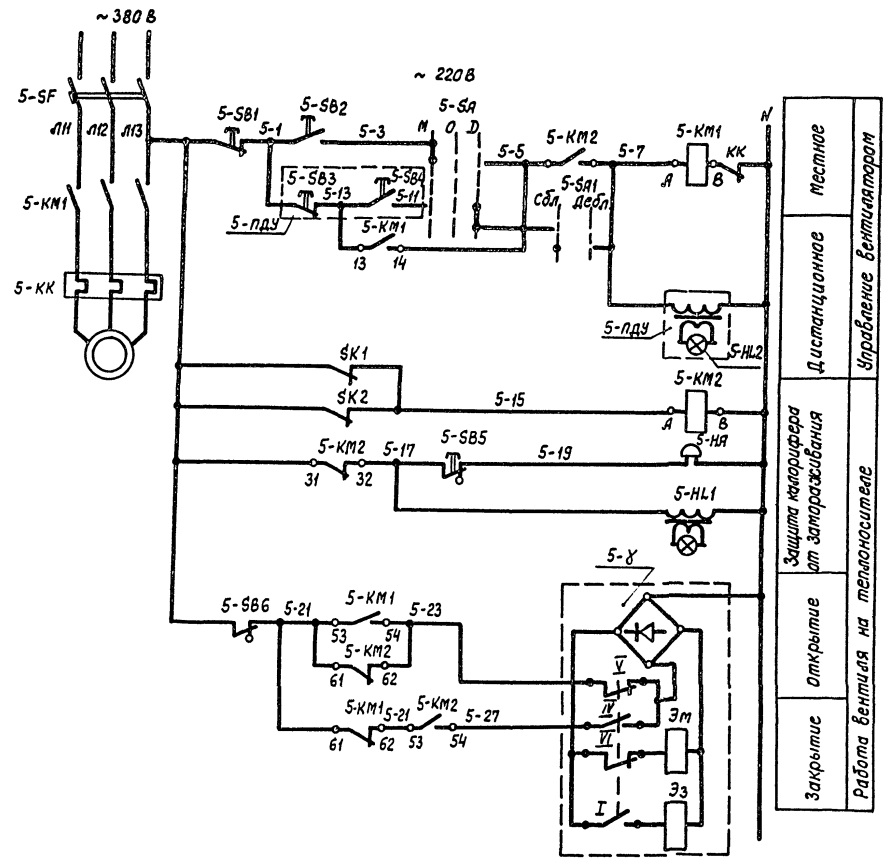 ~380 В
~220 В
5-SF
Л11 Л12 Л13
5-SB1
5-1
5-SB2
5-3
М О D
5-SA
5-5
5-KM2
5-7
5-KM1
А В
KK
N
5-SB3
5-13
5-SB4
5-11
5-ПДУ
5-KM1
13 14
5-SA1
Сбл Дебл
5-KM1
5-KK
5-ПДУ
5-HL2
SK1
SK2
5-15
5-KM2
А В
5-KM2
31 32
5-17
5-SB5
5-19
5-HA
5-HL1
5-SB6
5-21
5-KM1
53 54
5-23
5-KM2
61 62
5-KM1
61 62
5-21
5-KM2
53 54
5-27
5-Y
V
IV
VI
Эм
I
Эз
Местное
Дистанционное
Управление вентилятором
Защита калорифера
от замораживания
Открытие
Закрытие
Работа вентиля на теплоносителе